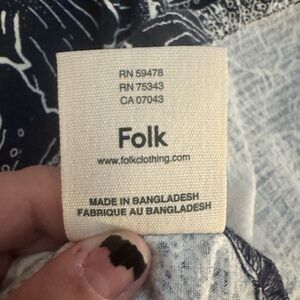 RN 59478
RN 75343
CA 07043
Folk
www.folkclothing.com
MADE IN BANGLADESH
FABRIQUE AU BANGLADESH